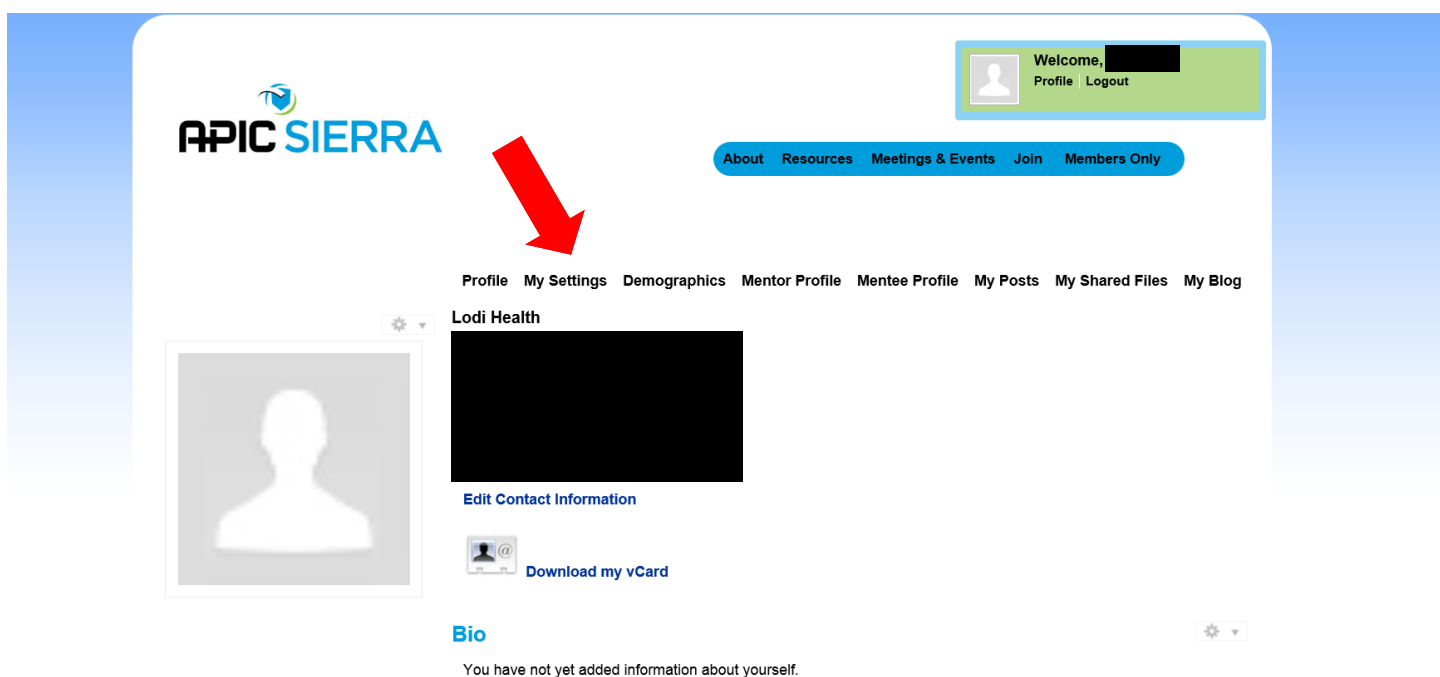 Welcome,
Profile Logout
APIC SIERRA
About Resources Meetings & Events Join Members Only
Profile My Settings Demographics Mentor Profile Mentee Profile My Posts My Shared Files My Blog
Lodi Health
Edit Contact Information
@
Download my vCard
Bio
You have not yet added information about yourself.